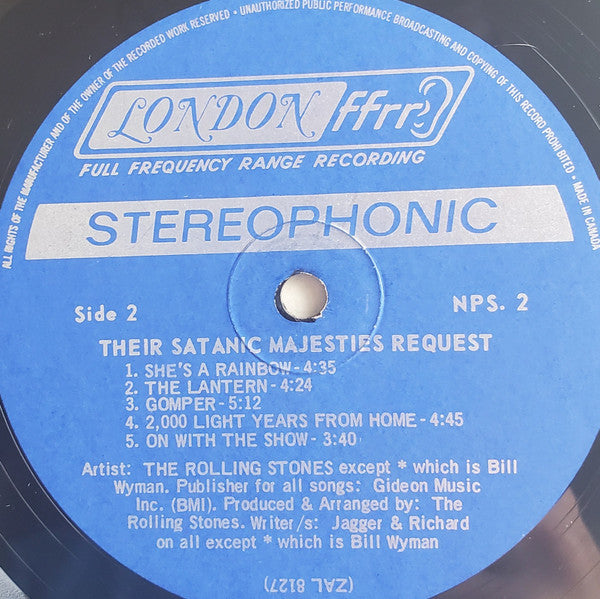 ALL RIGHTS OF THE MANUFACTURER AND OF THE OWNER OF THE RECORDED WORK RESERVED • UNAUTHORIZED PUBLIC PERFORMANCE BROADCASTING AND COPYING OF THIS RECORD PROHIBITED • MADE IN CANADA
LONDON ffrr
FULL FREQUENCY RANGE RECORDING
STEREOPHONIC
Side 2 NPS. 2
THEIR SATANIC MAJESTIES REQUEST
1. SHE'S A RAINBOW-4:35
2. THE LANTERN-4:24
3. GOMPER-5:12
4. 2,000 LIGHT YEARS FROM HOME-4:45
5. ON WITH THE SHOW-3:40
Artist: THE ROLLING STONES except * which is Bill
Wyman. Publisher for all songs: Gideon Music
Inc. (BMI). Produced & Arranged by: The
Rolling Stones. Writer/s: Jagger & Richard
on all except * which is Bill Wyman
(ZAL 8127)